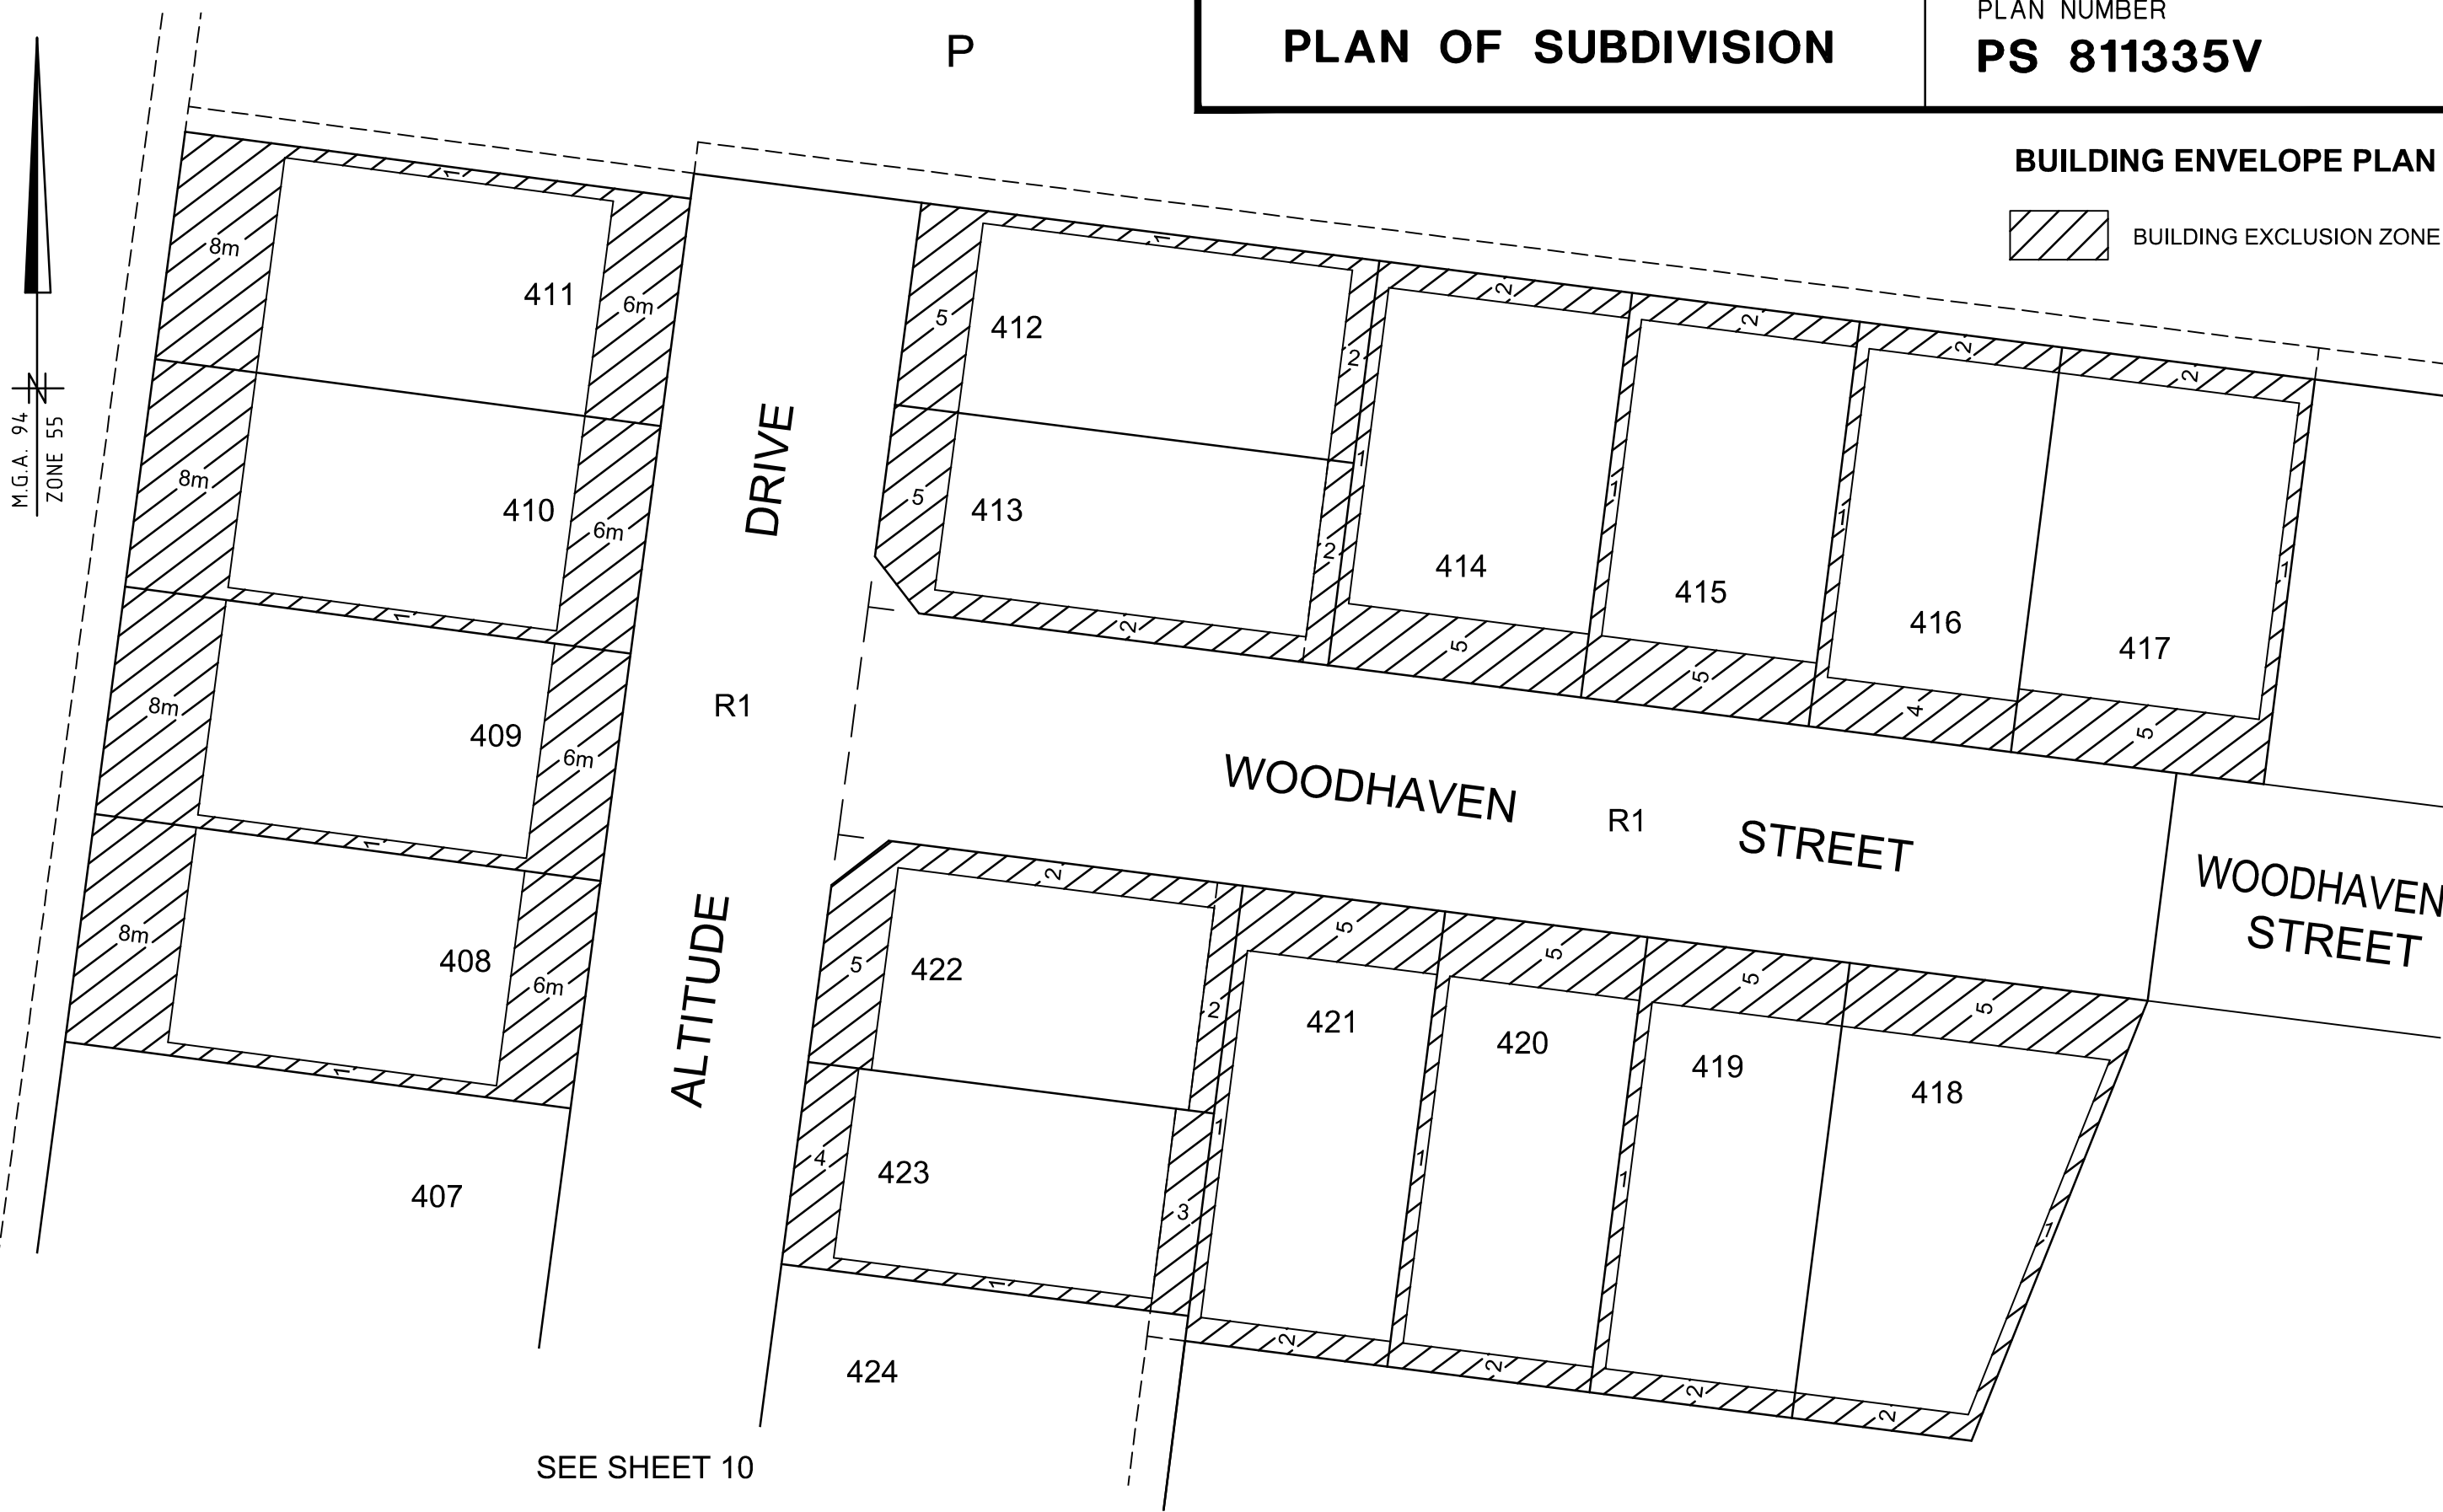 PLAN OF SUBDIVISION
PLAN NUMBER
PS 811335V
P
BUILDING ENVELOPE PLAN
BUILDING EXCLUSION ZONE
M.G.A. 94
ZONE 55
N
1
8m
411
6m
8m
410
6m
1
8m
409
6m
1
8m
408
6m
1
407
ALTITUDE DRIVE
R1
1
5
412
2
5
413
2
2
2
1
414
5
2
1
415
5
2
1
416
4
2
417
1
5
WOODHAVEN STREET
R1
WOODHAVEN
STREET
2
5
422
2
4
423
3
1
424
5
1
421
2
5
1
420
2
5
1
419
2
5
418
1
2
SEE SHEET 10